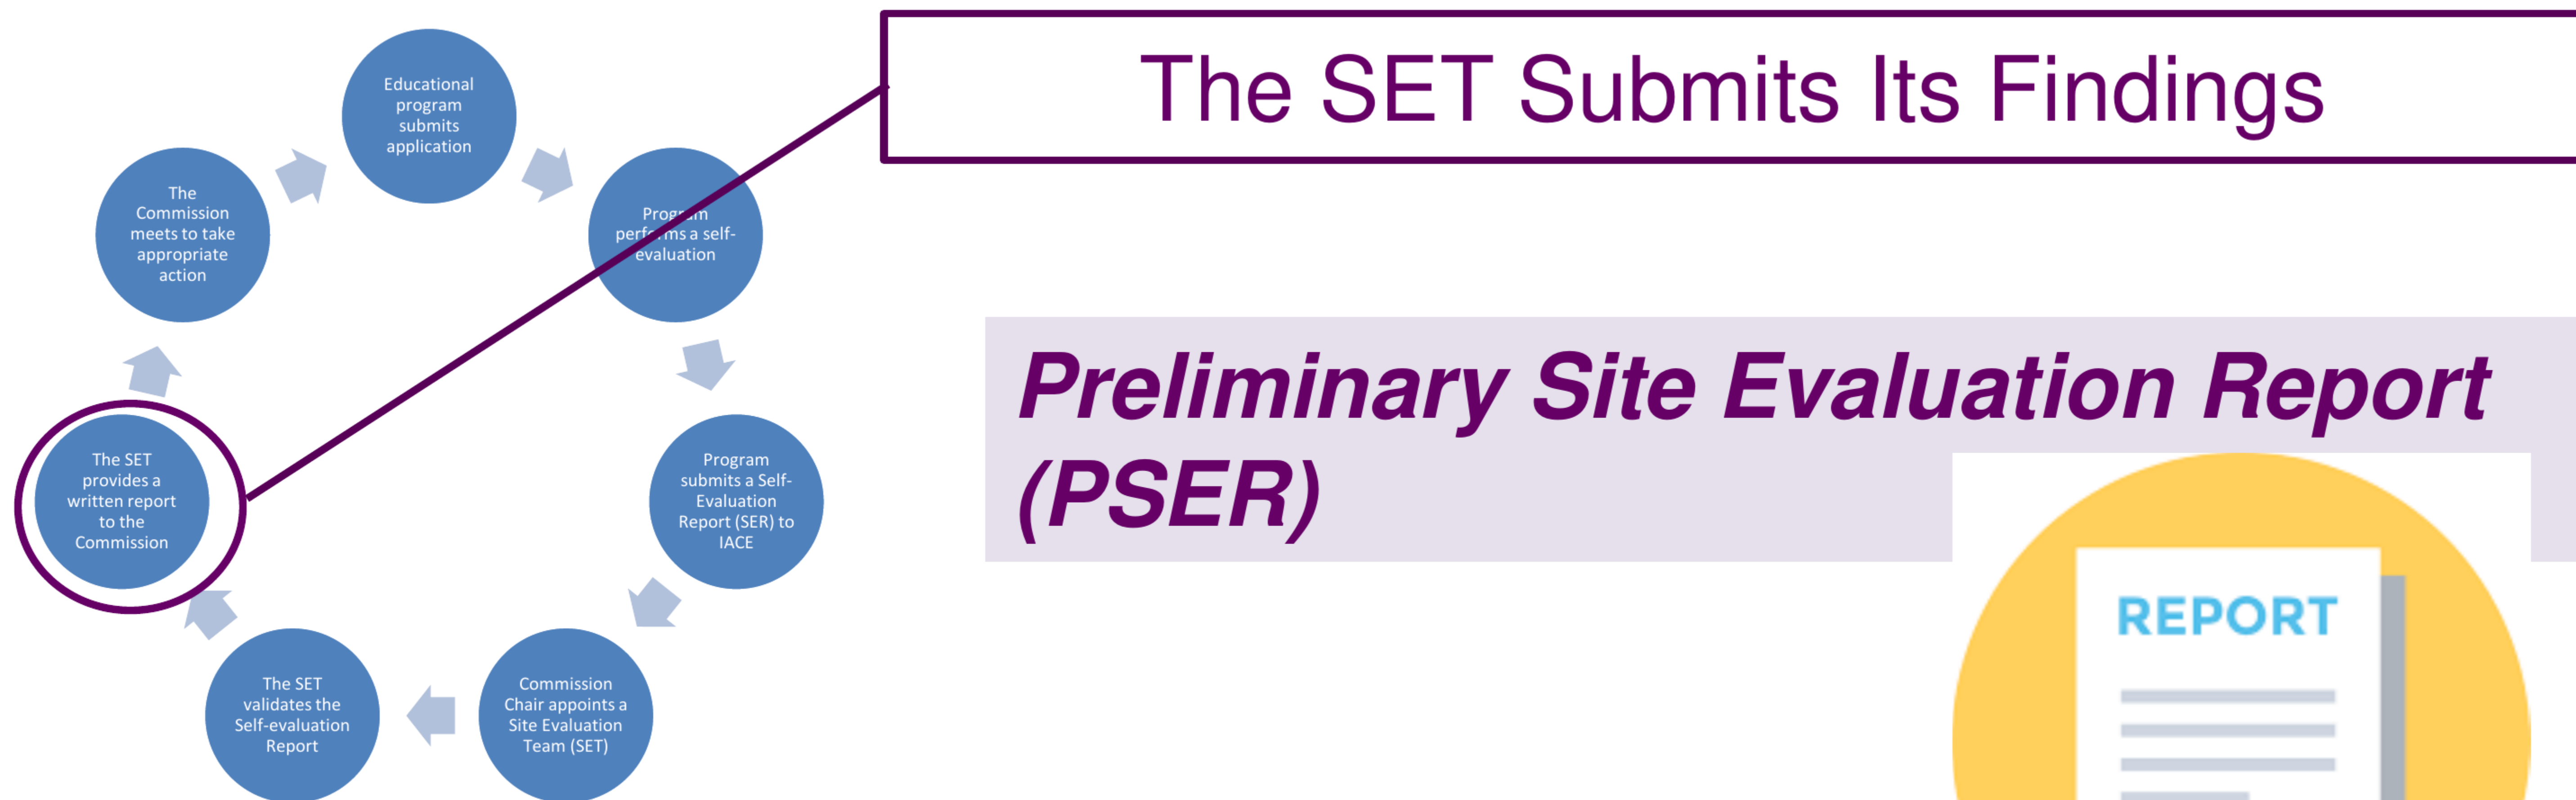 The SET Submits Its Findings
Educational
program
submits
application
Program
performs a self-
evaluation
Program
submits a Self-
Evaluation
Report (SER) to
IACE
Commission
Chair appoints a
Site Evaluation
Team (SET)
The SET
validates the
Self-evaluation
Report
The SET
provides a
written report
to the
Commission
The
Commission
meets to take
appropriate
action
Preliminary Site Evaluation Report
(PSER)
REPORT